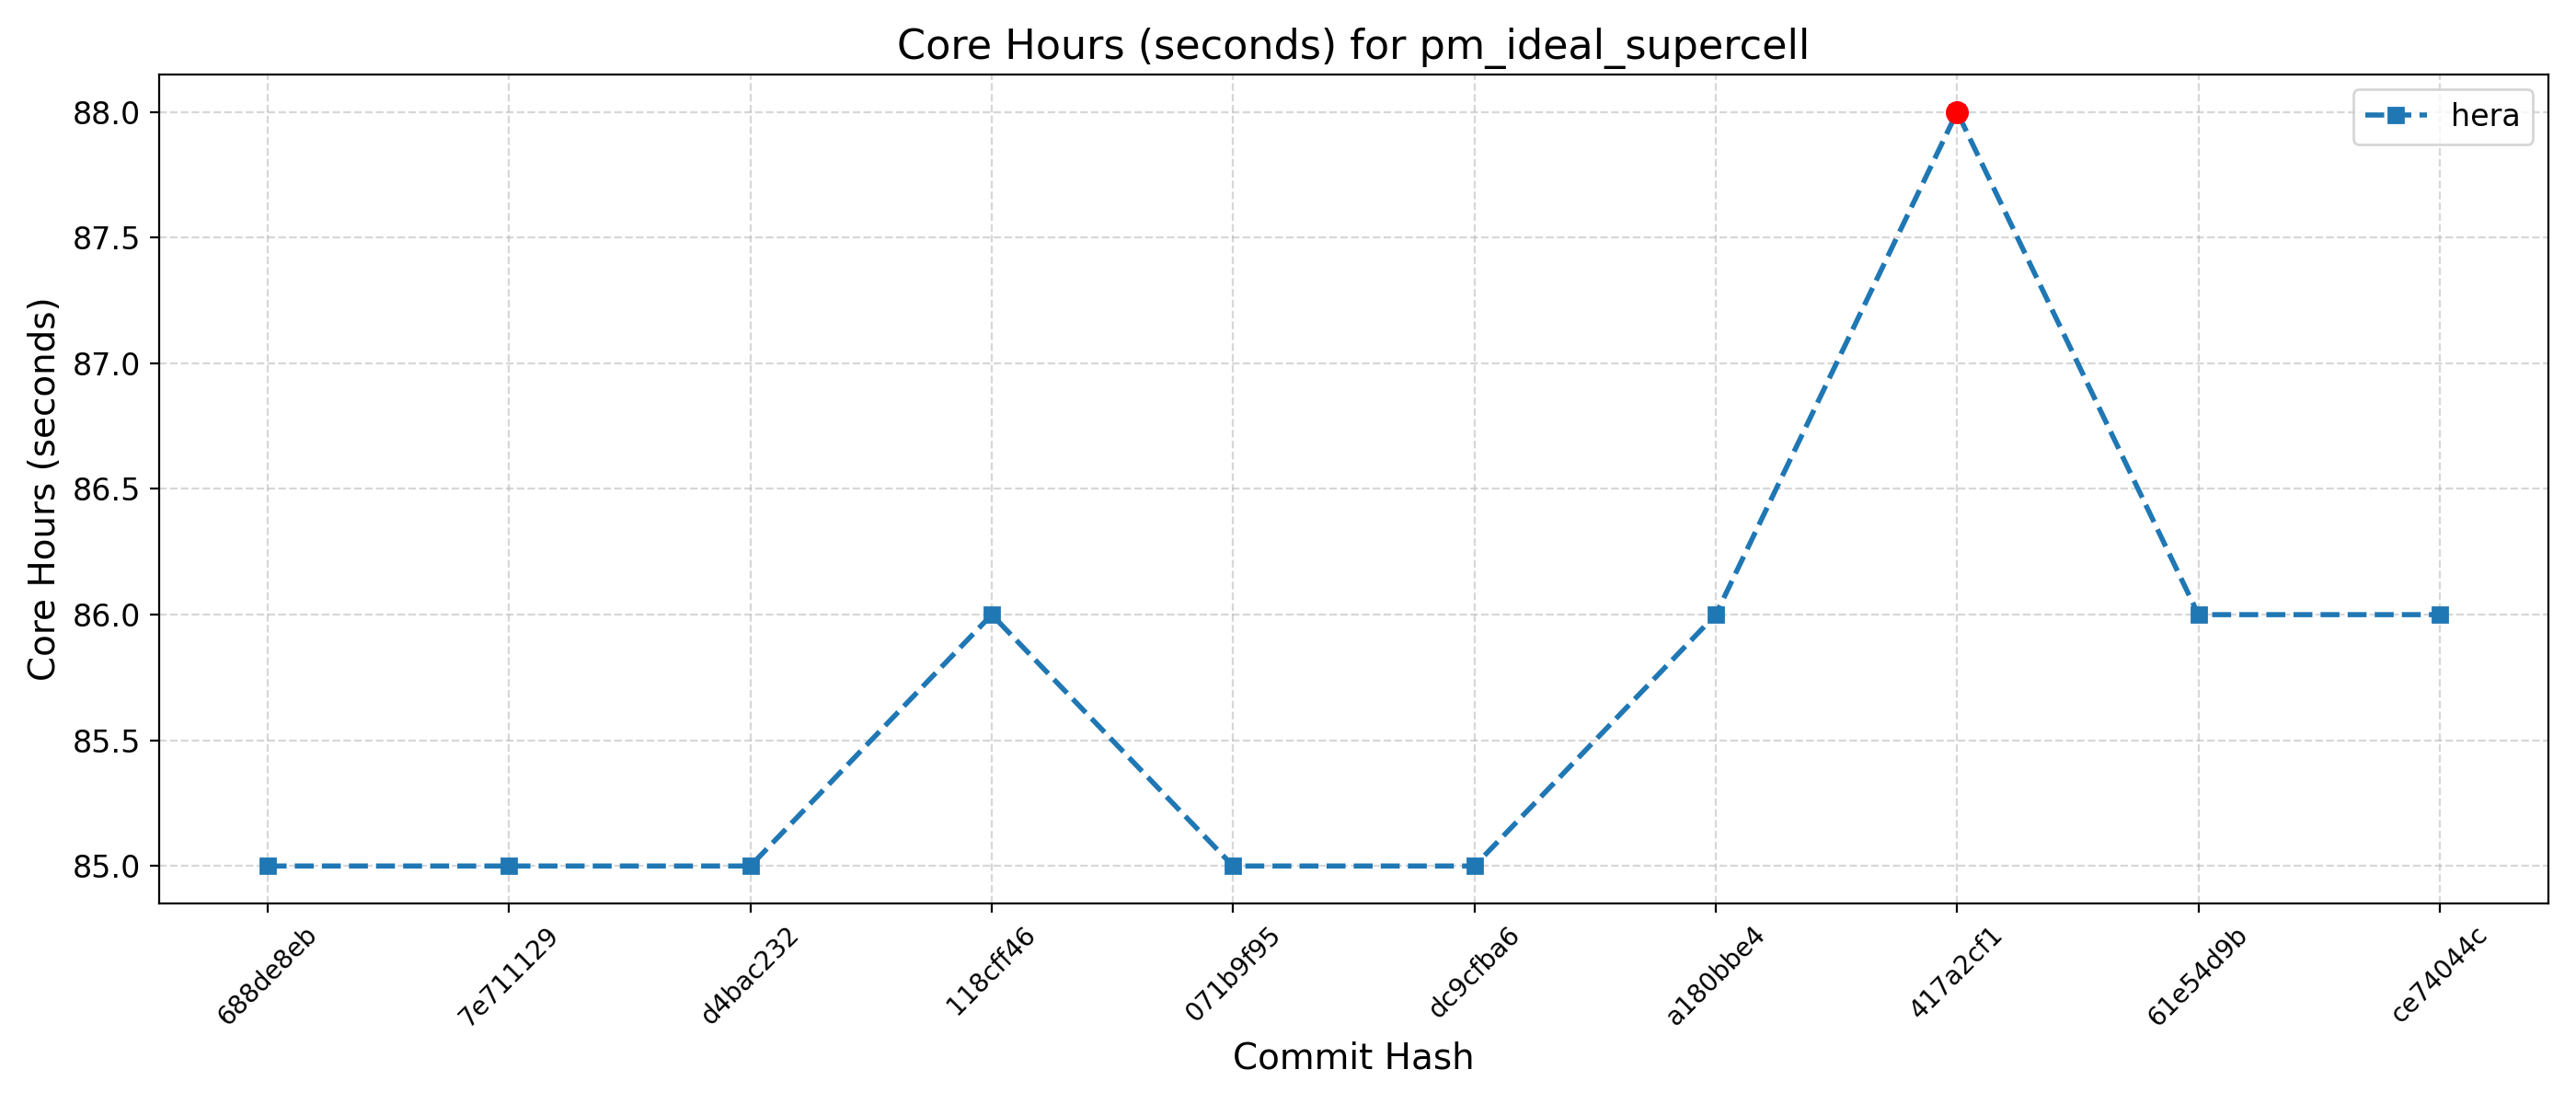 Core Hours (seconds) for pm_ideal_supercell
hera
Core Hours (seconds)
88.0
87.5
87.0
86.5
86.0
85.5
85.0
688de8eb
7e711129
d4bac232
118cff46
071b9f95
dc9cfba6
a180bbe4
417a2cf1
61e54d9b
ce74044c
Commit Hash